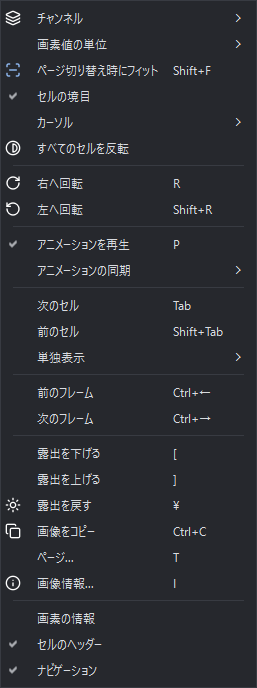 チャンネル
画素値の単位
ページ切り替え時にフィット Shift+F
セルの境目
カーソル
すべてのセルを反転
右へ回転 R
左へ回転 Shift+R
アニメーションを再生 P
アニメーションの同期
次のセル Tab
前のセル Shift+Tab
単独表示
前のフレーム Ctrl+←
次のフレーム Ctrl+→
露出を下げる [
露出を上げる ]
露出を戻す ¥
画像をコピー Ctrl+C
ページ... T
画像情報... I
画素の情報
セルのヘッダー
ナビゲーション